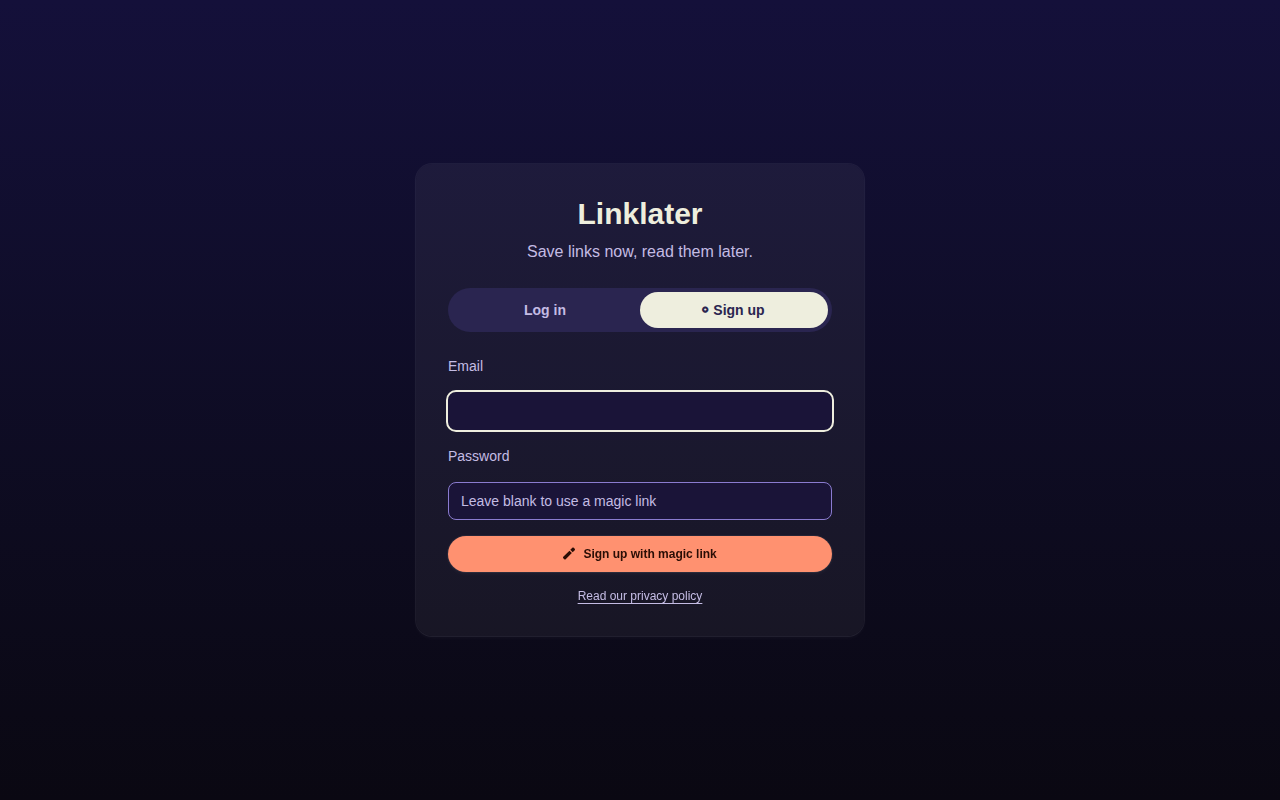 Linklater
Save links now, read them later.
Log in
Sign up
Email
Password
Leave blank to use a magic link
Sign up with magic link
Read our privacy policy